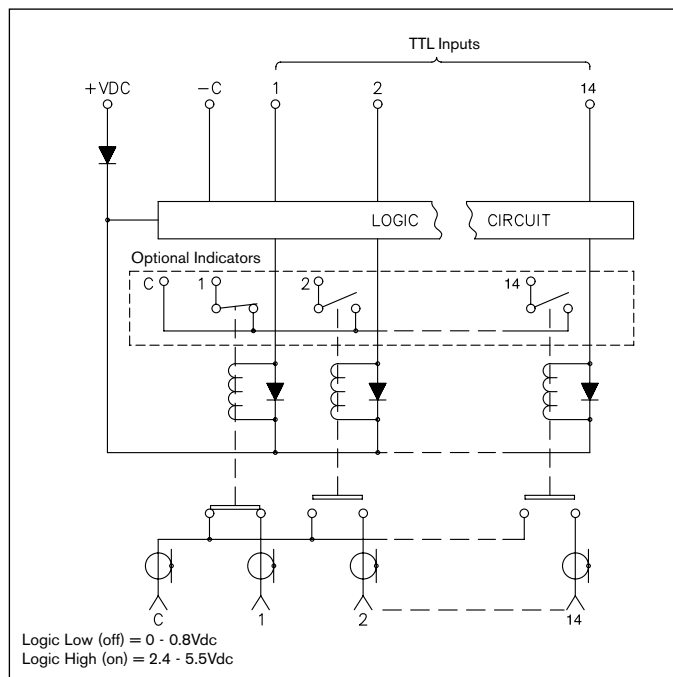 TTL Inputs
+VDC -C 1 2 14
LOGIC CIRCUIT
Optional Indicators
C 1 2 14
C 1 2 14
Logic Low (off) = 0 - 0.8Vdc
Logic High (on) = 2.4 - 5.5Vdc